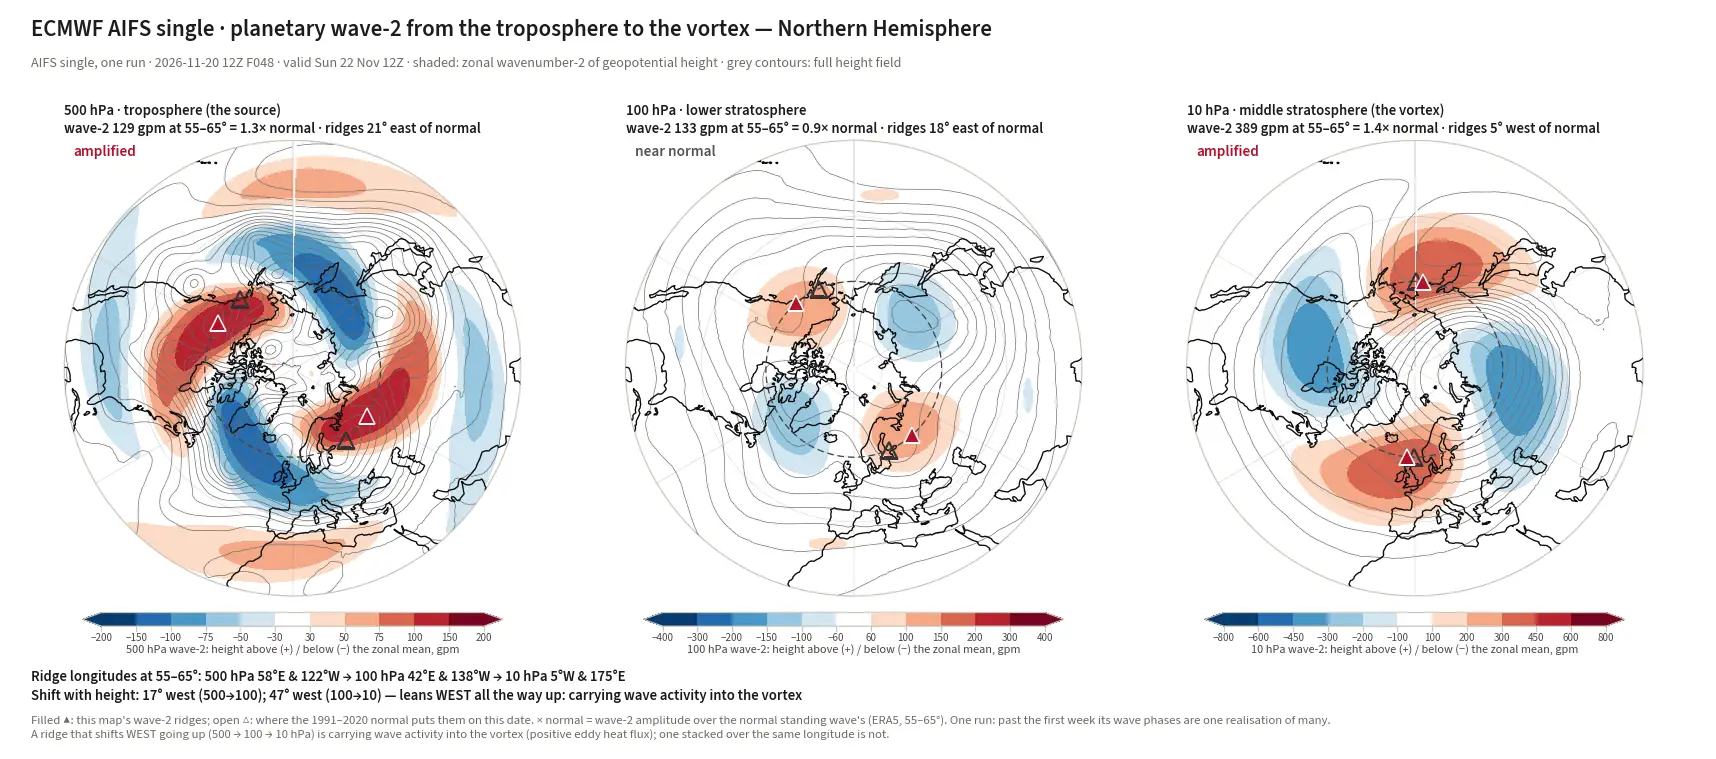 ECMWF AIFS single · planetary wave-2 from the troposphere to the vortex — Northern Hemisphere
AIFS single, one run · 2026-11-20 12Z F048 · valid Sun 22 Nov 12Z · shaded: zonal wavenumber-2 of geopotential height · grey contours: full height field
500 hPa · troposphere (the source)
wave-2 129 gpm at 55–65° = 1.3× normal · ridges 21° east of normal
amplified
100 hPa · lower stratosphere
wave-2 133 gpm at 55–65° = 0.9× normal · ridges 18° east of normal
near normal
10 hPa · middle stratosphere (the vortex)
wave-2 389 gpm at 55–65° = 1.4× normal · ridges 5° west of normal
amplified
−200 −150 −100 −75 −50 −30 30 50 75 100 150 200
500 hPa wave-2: height above (+) / below (−) the zonal mean, gpm
−400 −300 −200 −150 −100 −60 60 100 150 200 300 400
100 hPa wave-2: height above (+) / below (−) the zonal mean, gpm
−800 −600 −450 −300 −200 −100 100 200 300 450 600 800
10 hPa wave-2: height above (+) / below (−) the zonal mean, gpm
Ridge longitudes at 55–65°: 500 hPa 58°E & 122°W → 100 hPa 42°E & 138°W → 10 hPa 5°W & 175°E
Shift with height: 17° west (500→100); 47° west (100→10) — leans WEST all the way up: carrying wave activity into the vortex
Filled ▲: this map's wave-2 ridges; open △: where the 1991–2020 normal puts them on this date. × normal = wave-2 amplitude over the normal standing wave's (ERA5, 55–65°). One run: past the first week its wave phases are one realisation of many.
A ridge that shifts WEST going up (500 → 100 → 10 hPa) is carrying wave activity into the vortex (positive eddy heat flux); one stacked over the same longitude is not.